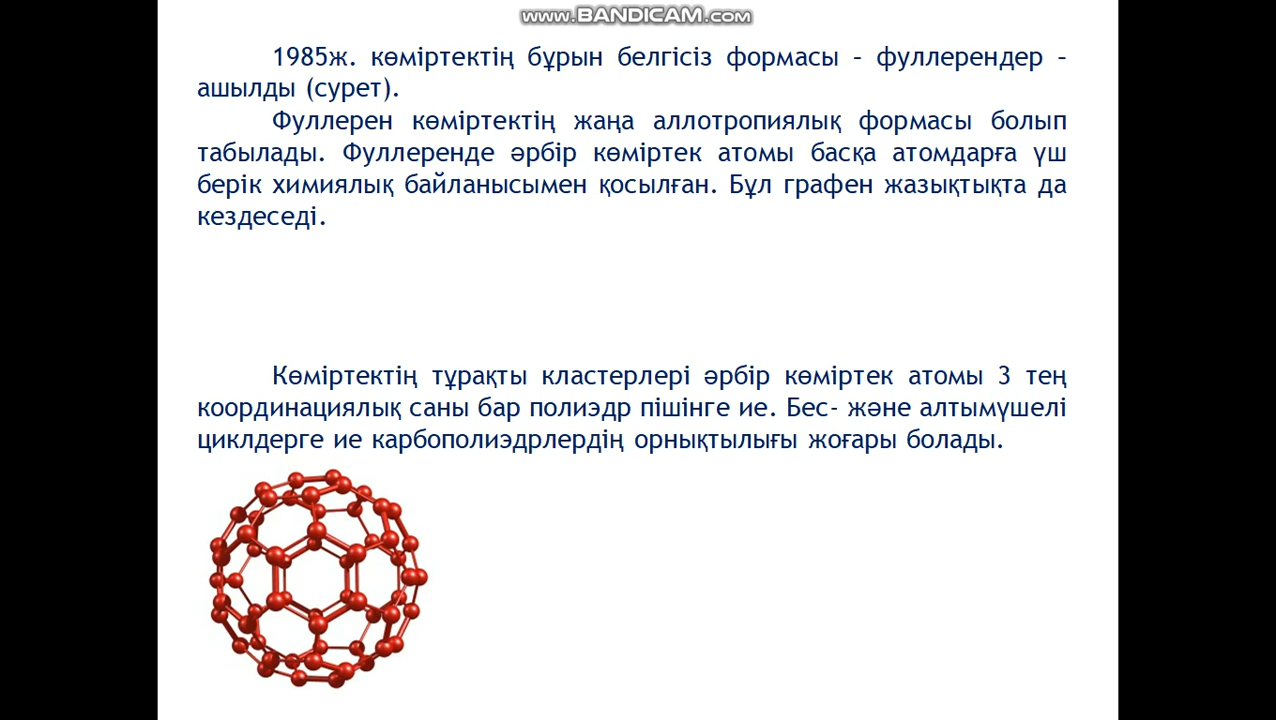 www.BANDICAM.com
1985ж. көміртектің бұрын белгісіз формасы – фуллерендер –
ашылды (сурет).
Фуллерен көміртектің жаңа аллотропиялық формасы болып
табылады. Фуллеренде әрбір көміртек атомы басқа атомдарға үш
берік химиялық байланысымен қосылған. Бұл графен жазықтықта да
кездеседі.
Көміртектің тұрақты кластерлері әрбір көміртек атомы 3 тең
координациялық саны бар полиэдр пішінге ие. Бес- және алтымүшелі
циклдерге ие карбополиэдрлердің орнықтылығы жоғары болады.